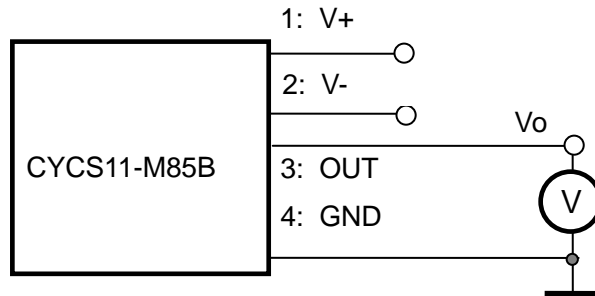 1: V+
2: V-
Vo
CYCS11-M85B
3: OUT
V
4: GND